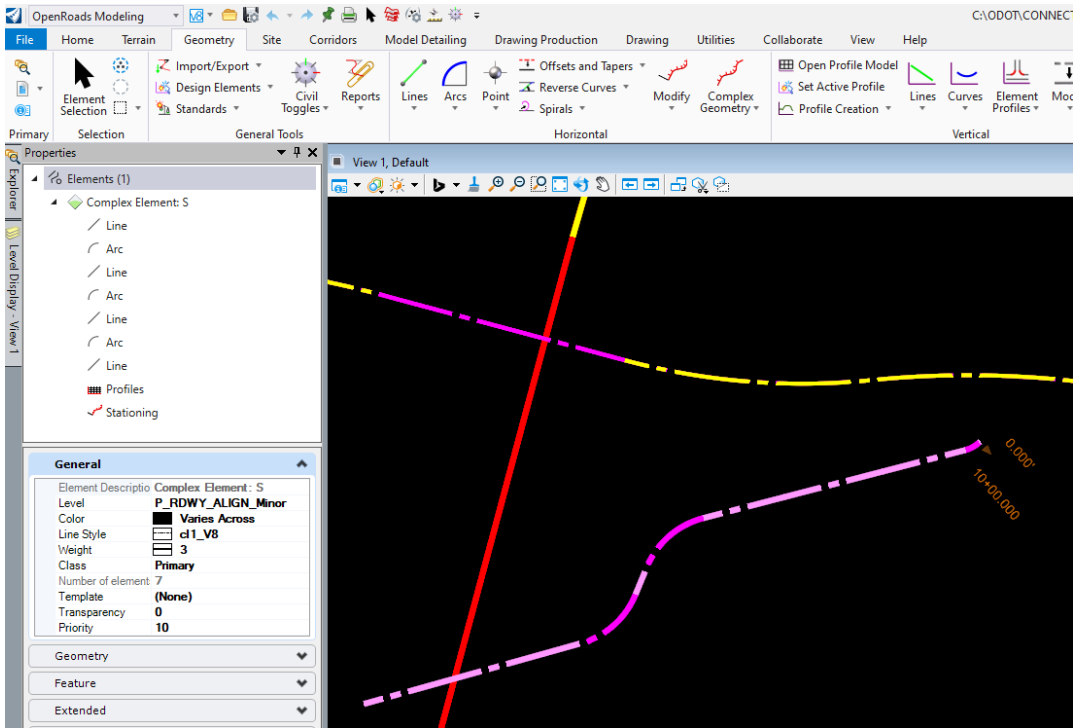 OpenRoads Modeling
C:\ODOT\CONNECT
File Home Terrain Geometry Site Corridors Model Detailing Drawing Production Drawing Utilities Collaborate View Help
Import/Export
Design Elements
Standards
Element
Selection
Civil
Toggles
Reports
Lines
Arcs
Point
Offsets and Tapers
Reverse Curves
Spirals
Modify
Complex
Geometry
Open Profile Model
Set Active Profile
Profile Creation
Lines
Curves
Element
Profiles
Primary Selection General Tools Horizontal Vertical
Properties
Explorer
Level Display - View 1
Elements (1)
Complex Element: S
Line
Arc
Line
Arc
Line
Arc
Line
Profiles
Stationing
General
Element Descriptio Complex Element: S
Level P_RDWY_ALIGN_Minor
Color Varies Across
Line Style cl1_V8
Weight 3
Class Primary
Number of element 7
Template (None)
Transparency 0
Priority 10
Geometry
Feature
Extended
View 1, Default
0.000'
10+00.000